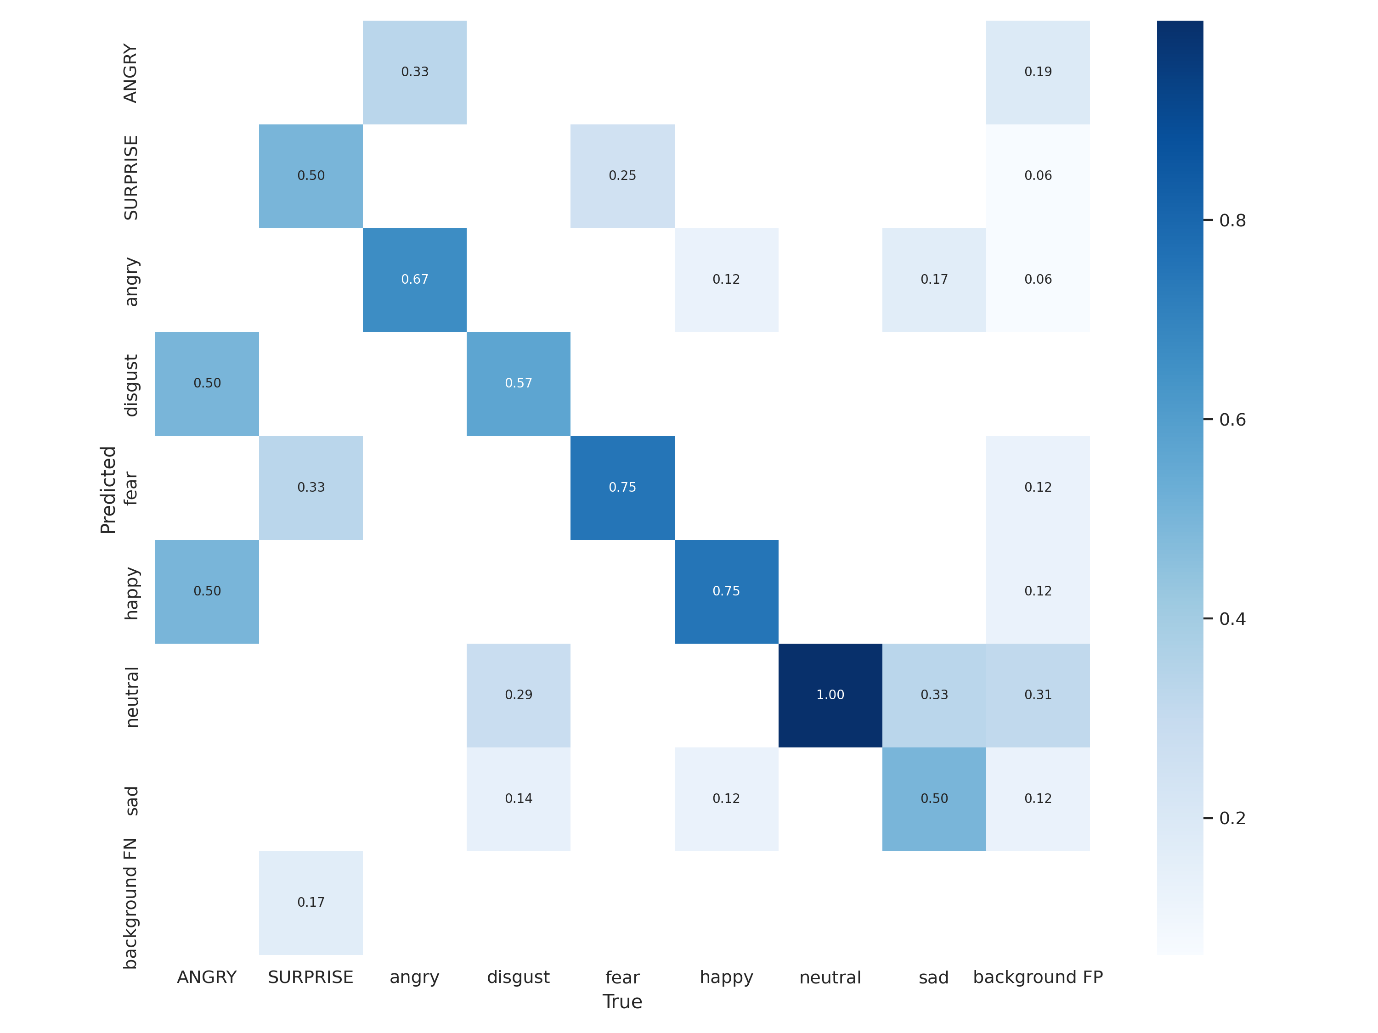 ANGRY 0.33 0.19
SURPRISE 0.50 0.25 0.06
0.8
angry 0.67 0.12 0.17 0.06
disgust 0.50 0.57
0.6
Predicted
fear 0.33 0.75 0.12
happy 0.50 0.75 0.12
0.4
neutral 0.29 1.00 0.33 0.31
sad 0.14 0.12 0.50 0.12
0.2
background FN 0.17
ANGRY SURPRISE angry disgust fear happy neutral sad background FP
True